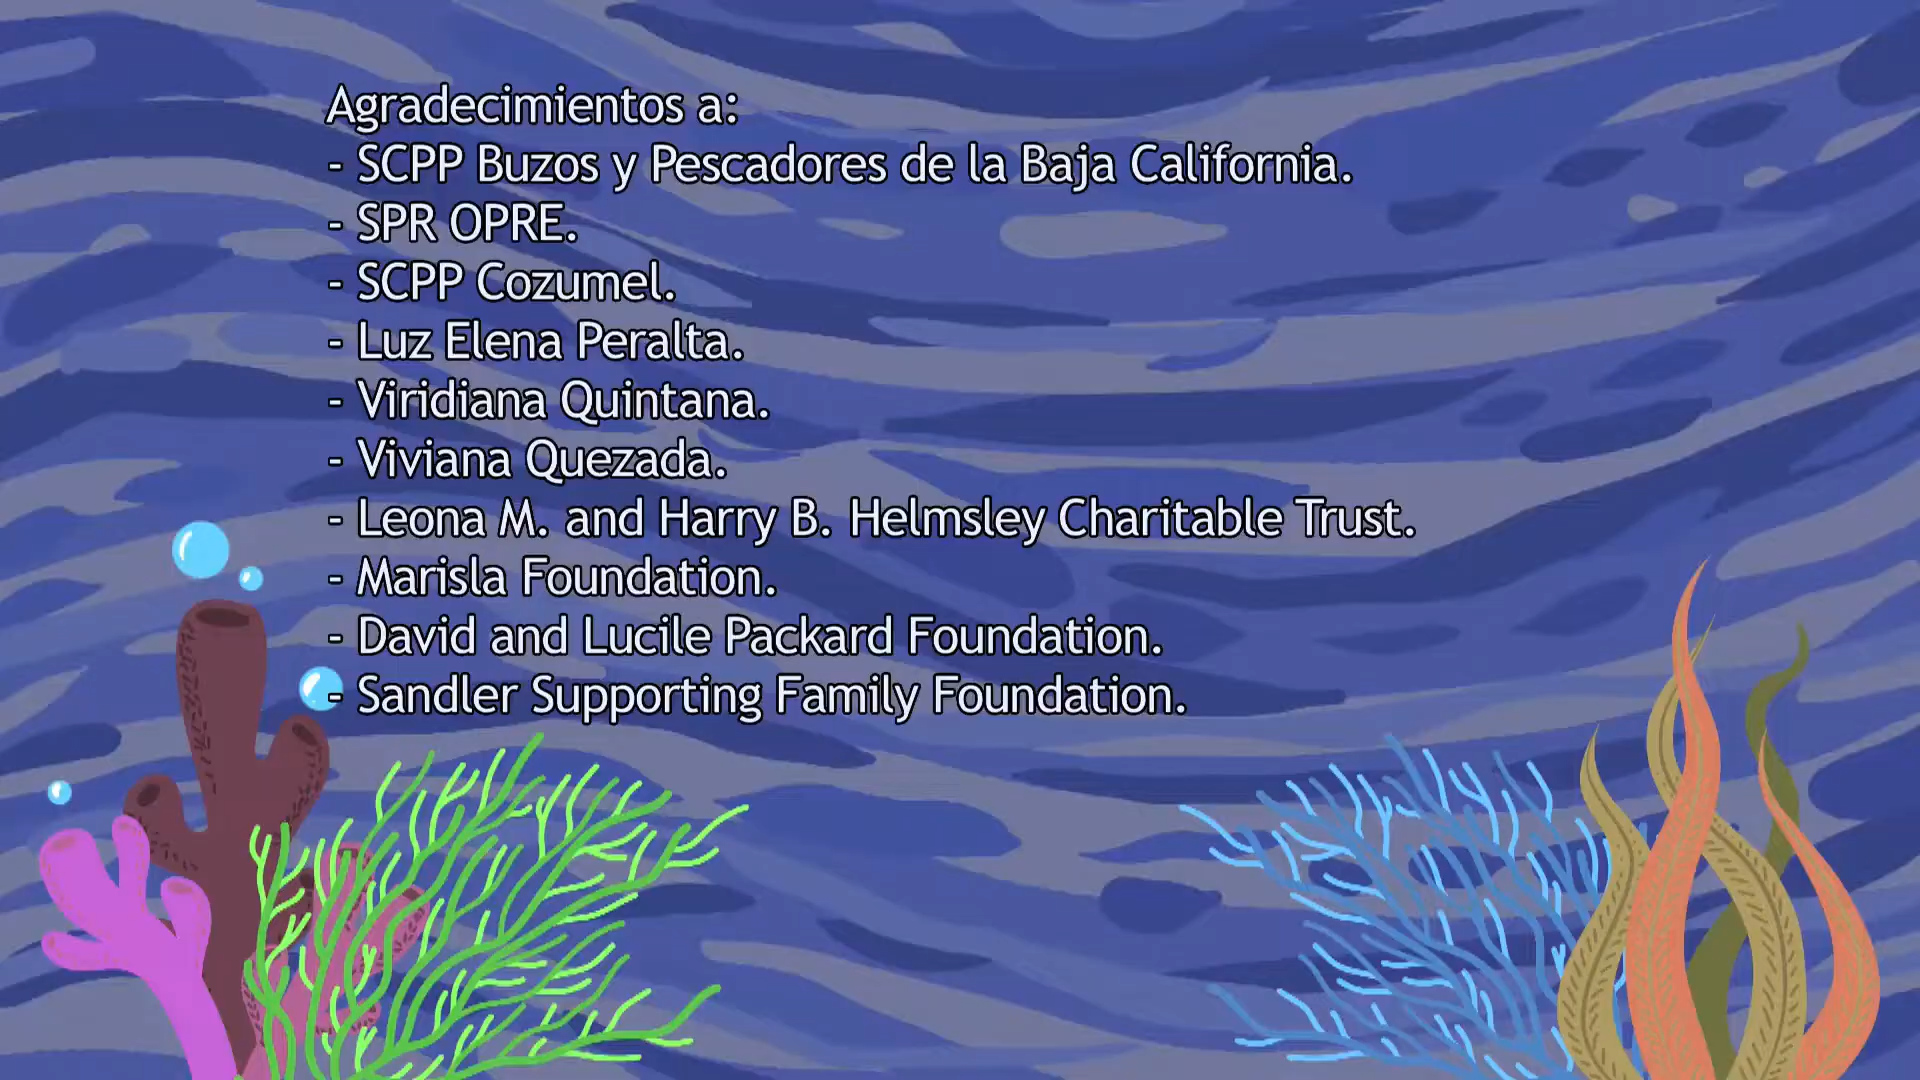 Agradecimientos a:
- SCPP Buzos y Pescadores de la Baja California.
- SPR OPRE.
- SCPP Cozumel.
- Luz Elena Peralta.
- Viridiana Quintana.
- Viviana Quezada.
- Leona M. and Harry B. Helmsley Charitable Trust.
- Marisla Foundation.
- David and Lucile Packard Foundation.
- Sandler Supporting Family Foundation.